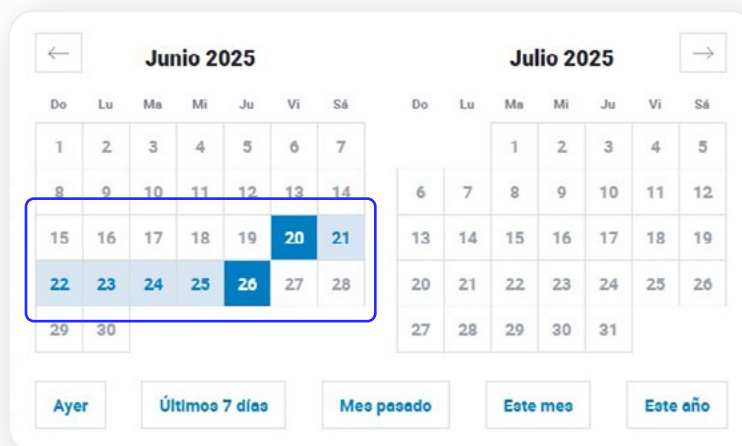 ← Junio 2025 Julio 2025 →
Do Lu Ma Mi Ju Vi Sá Do Lu Ma Mi Ju Vi Sá
1 2 3 4 5 6 7 1 2 3 4 5
8 9 10 11 12 13 14 6 7 8 9 10 11 12
15 16 17 18 19 20 21 13 14 15 16 17 18 19
22 23 24 25 26 27 28 20 21 22 23 24 25 26
29 30 27 28 29 30 31
Ayer Últimos 7 días Mes pasado Este mes Este año